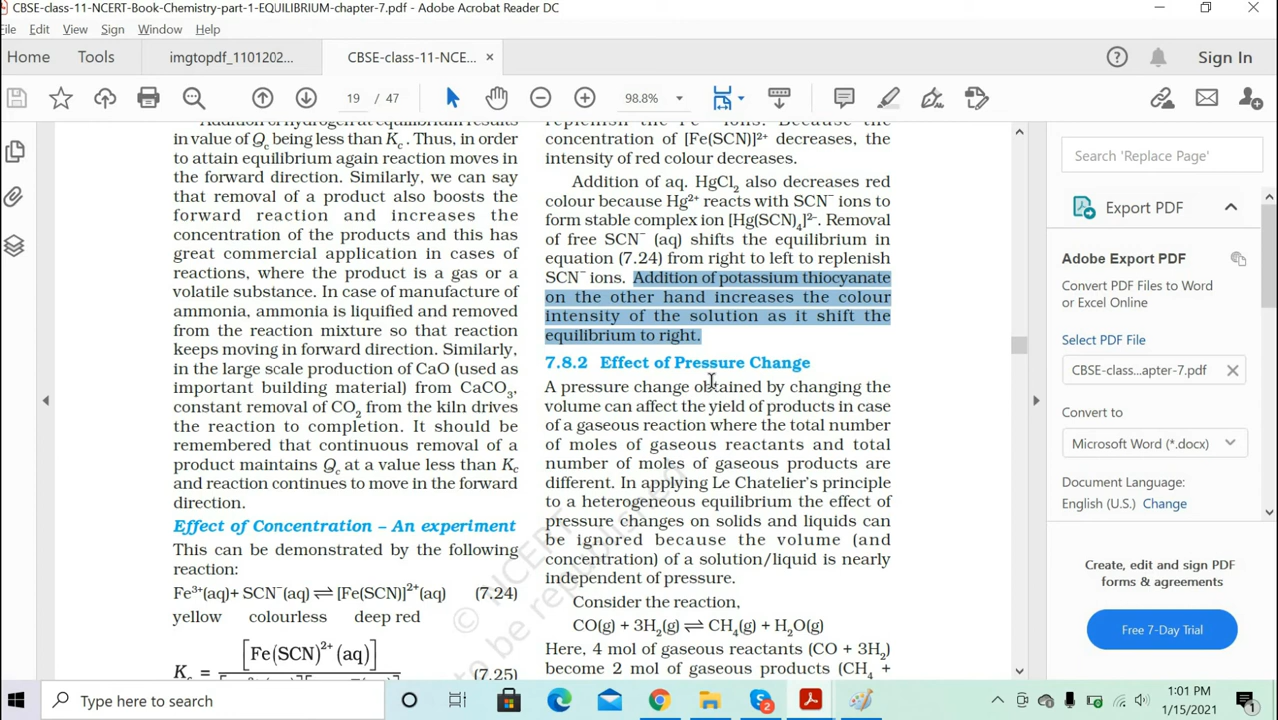 CBSE-class-11-NCERT-Book-Chemistry-part-1-EQUILIBRIUM-chapter-7.pdf - Adobe Acrobat Reader DC
File Edit View Sign Window Help
Home Tools imgtopdf_1101202... CBSE-class-11-NCE... × Sign In
19 / 47 98.8%
Addition of hydrogen at equilibrium results
in value of Qc being less than Kc . Thus, in order
to attain equilibrium again reaction moves in
the forward direction. Similarly, we can say
that removal of a product also boosts the
forward reaction and increases the
concentration of the products and this has
great commercial application in cases of
reactions, where the product is a gas or a
volatile substance. In case of manufacture of
ammonia, ammonia is liquified and removed
from the reaction mixture so that reaction
keeps moving in forward direction. Similarly,
in the large scale production of CaO (used as
important building material) from CaCO₃,
constant removal of CO₂ from the kiln drives
the reaction to completion. It should be
remembered that continuous removal of a
product maintains Qc at a value less than Kc
and reaction continues to move in the forward
direction.
Effect of Concentration – An experiment
This can be demonstrated by the following
reaction:
Fe³⁺(aq)+ SCN⁻(aq) ⇌ [Fe(SCN)]²⁺(aq) (7.24)
yellow colourless deep red
Kc = [Fe(SCN)²⁺(aq)]
(7.25)
replenish the Fe³⁺ ions. Because the
concentration of [Fe(SCN)]²⁺ decreases, the
intensity of red colour decreases.
Addition of aq. HgCl₂ also decreases red
colour because Hg²⁺ reacts with SCN⁻ ions to
form stable complex ion [Hg(SCN)₄]²⁻. Removal
of free SCN⁻ (aq) shifts the equilibrium in
equation (7.24) from right to left to replenish
SCN⁻ ions. Addition of potassium thiocyanate
on the other hand increases the colour
intensity of the solution as it shift the
equilibrium to right.
7.8.2 Effect of Pressure Change
A pressure change obtained by changing the
volume can affect the yield of products in case
of a gaseous reaction where the total number
of moles of gaseous reactants and total
number of moles of gaseous products are
different. In applying Le Chatelier's principle
to a heterogeneous equilibrium the effect of
pressure changes on solids and liquids can
be ignored because the volume (and
concentration) of a solution/liquid is nearly
independent of pressure.
Consider the reaction,
CO(g) + 3H₂(g) ⇌ CH₄(g) + H₂O(g)
Here, 4 mol of gaseous reactants (CO + 3H₂)
become 2 mol of gaseous products (CH₄ +
© NCERT
to be republished
Search 'Replace Page'
Export PDF
Adobe Export PDF
Convert PDF Files to Word
or Excel Online
Select PDF File
CBSE-class...apter-7.pdf ×
Convert to
Microsoft Word (*.docx)
Document Language:
English (U.S.) Change
Create, edit and sign PDF
forms & agreements
Free 7-Day Trial
Type here to search
1:01 PM
1/15/2021